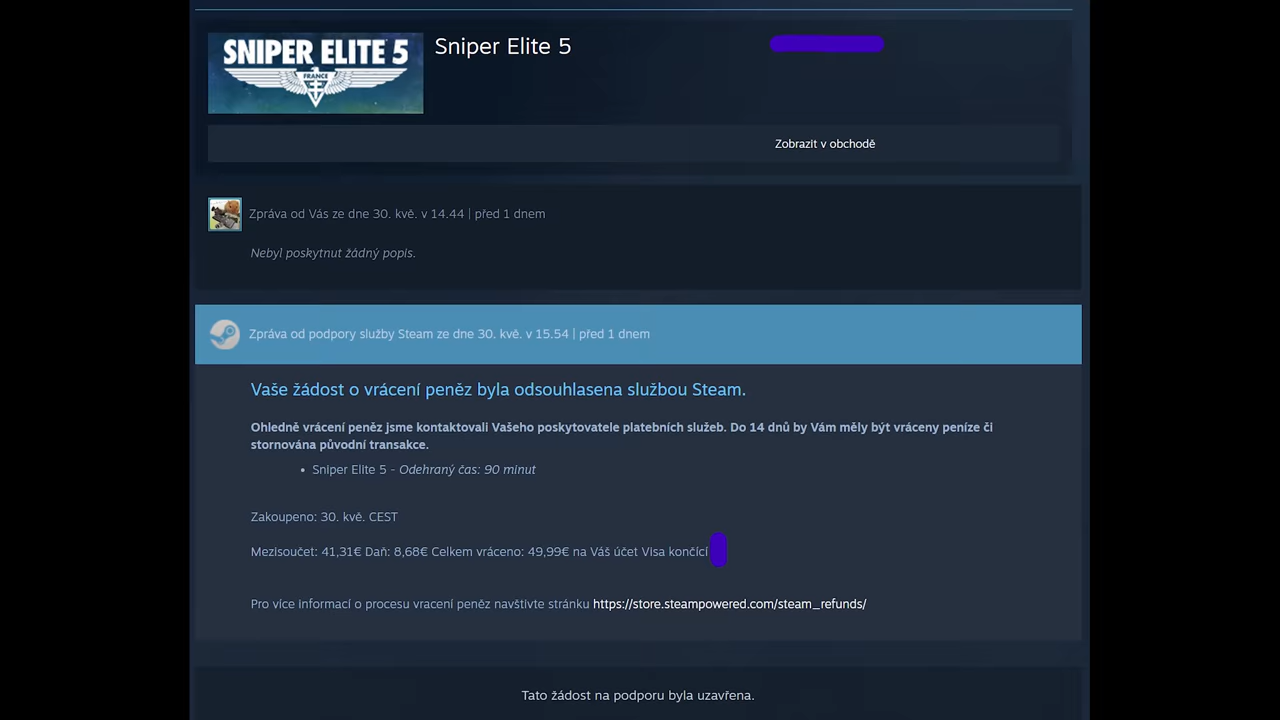 SNIPER ELITE 5
FRANCE
Sniper Elite 5
Zobrazit v obchodě
Zpráva od Vás ze dne 30. kvě. v 14.44 | před 1 dnem
Nebyl poskytnut žádný popis.
Zpráva od podpory služby Steam ze dne 30. kvě. v 15.54 | před 1 dnem
Vaše žádost o vrácení peněz byla odsouhlasena službou Steam.
Ohledně vrácení peněz jsme kontaktovali Vašeho poskytovatele platebních služeb. Do 14 dnů by Vám měly být vráceny peníze či
stornována původní transakce.
• Sniper Elite 5 - Odehraný čas: 90 minut
Zakoupeno: 30. kvě. CEST
Mezisoučet: 41,31€ Daň: 8,68€ Celkem vráceno: 49,99€ na Váš účet Visa končící
Pro více informací o procesu vracení peněz navštivte stránku https://store.steampowered.com/steam_refunds/
Tato žádost na podporu byla uzavřena.